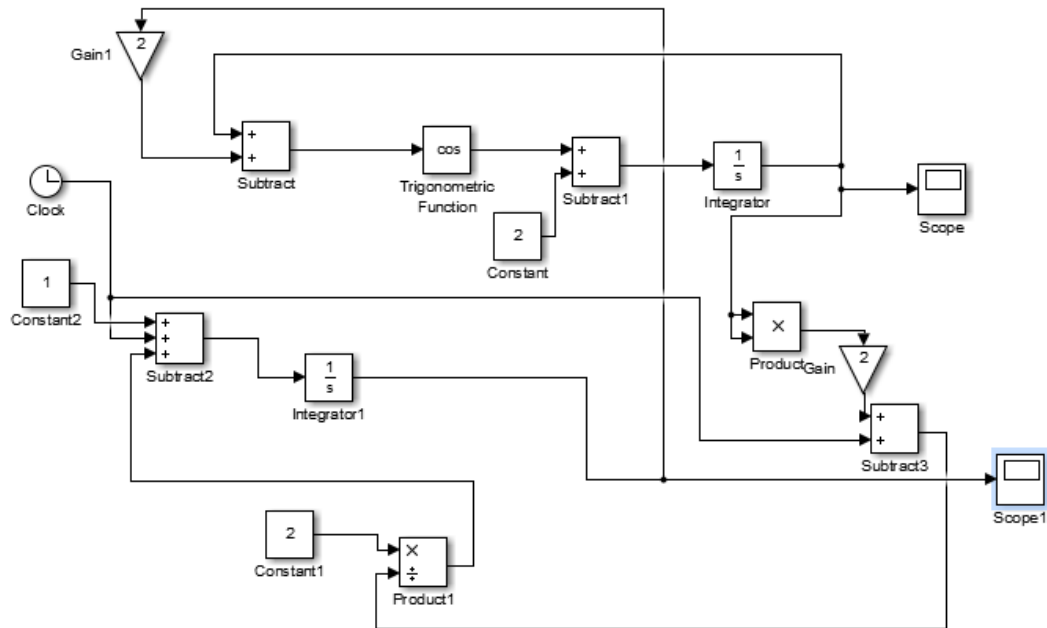 2
Gain1
+
+
Subtract
cos
Trigonometric
Function
+
+
Subtract1
1
s
Integrator
Scope
Clock
2
Constant
1
Constant2
+
+
+
Subtract2
1
s
Integrator1
×
Product
2
Gain
+
+
Subtract3
Scope1
2
Constant1
×
÷
Product1